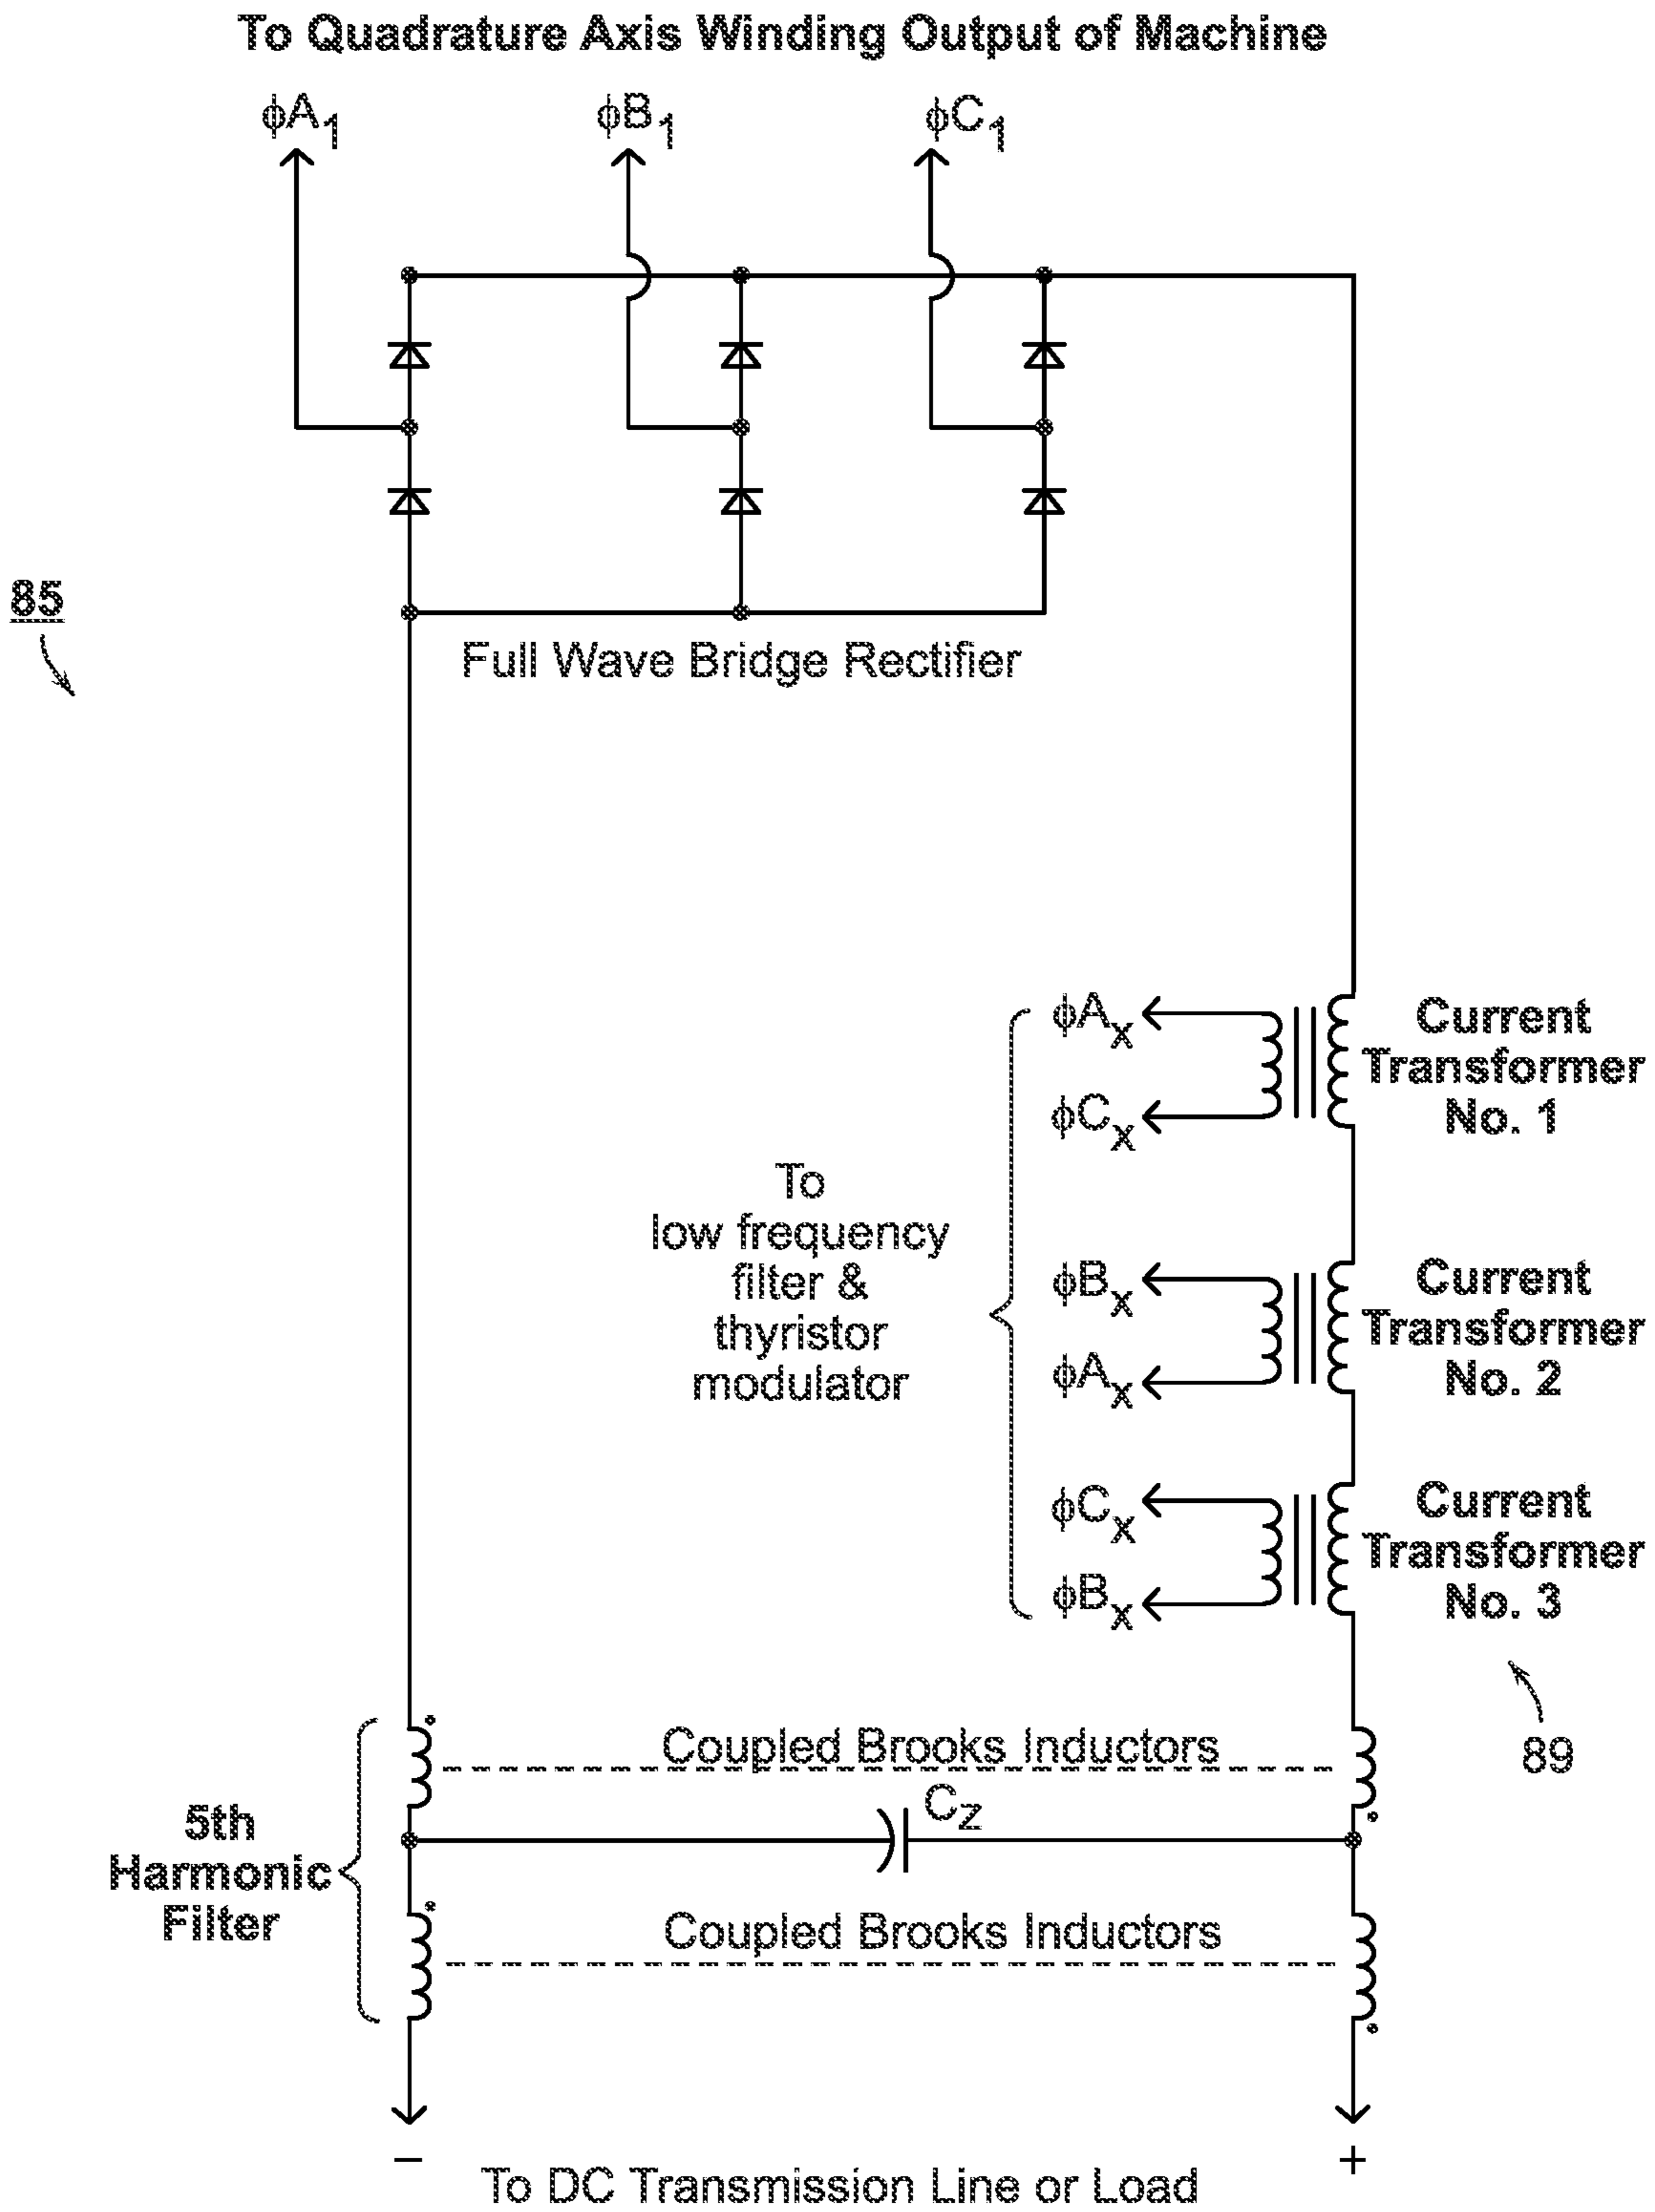 To Quadrature Axis Winding Output of Machine
ϕA1 ϕB1 ϕC1
85
Full Wave Bridge Rectifier
ϕAX
ϕCX
Current
Transformer
No. 1
To
low frequency
filter &
thyristor
modulator
ϕBX
ϕAX
Current
Transformer
No. 2
ϕCX
ϕBX
Current
Transformer
No. 3
89
Coupled Brooks Inductors
CZ
5th
Harmonic
Filter
Coupled Brooks Inductors
− +
To DC Transmission Line or Load